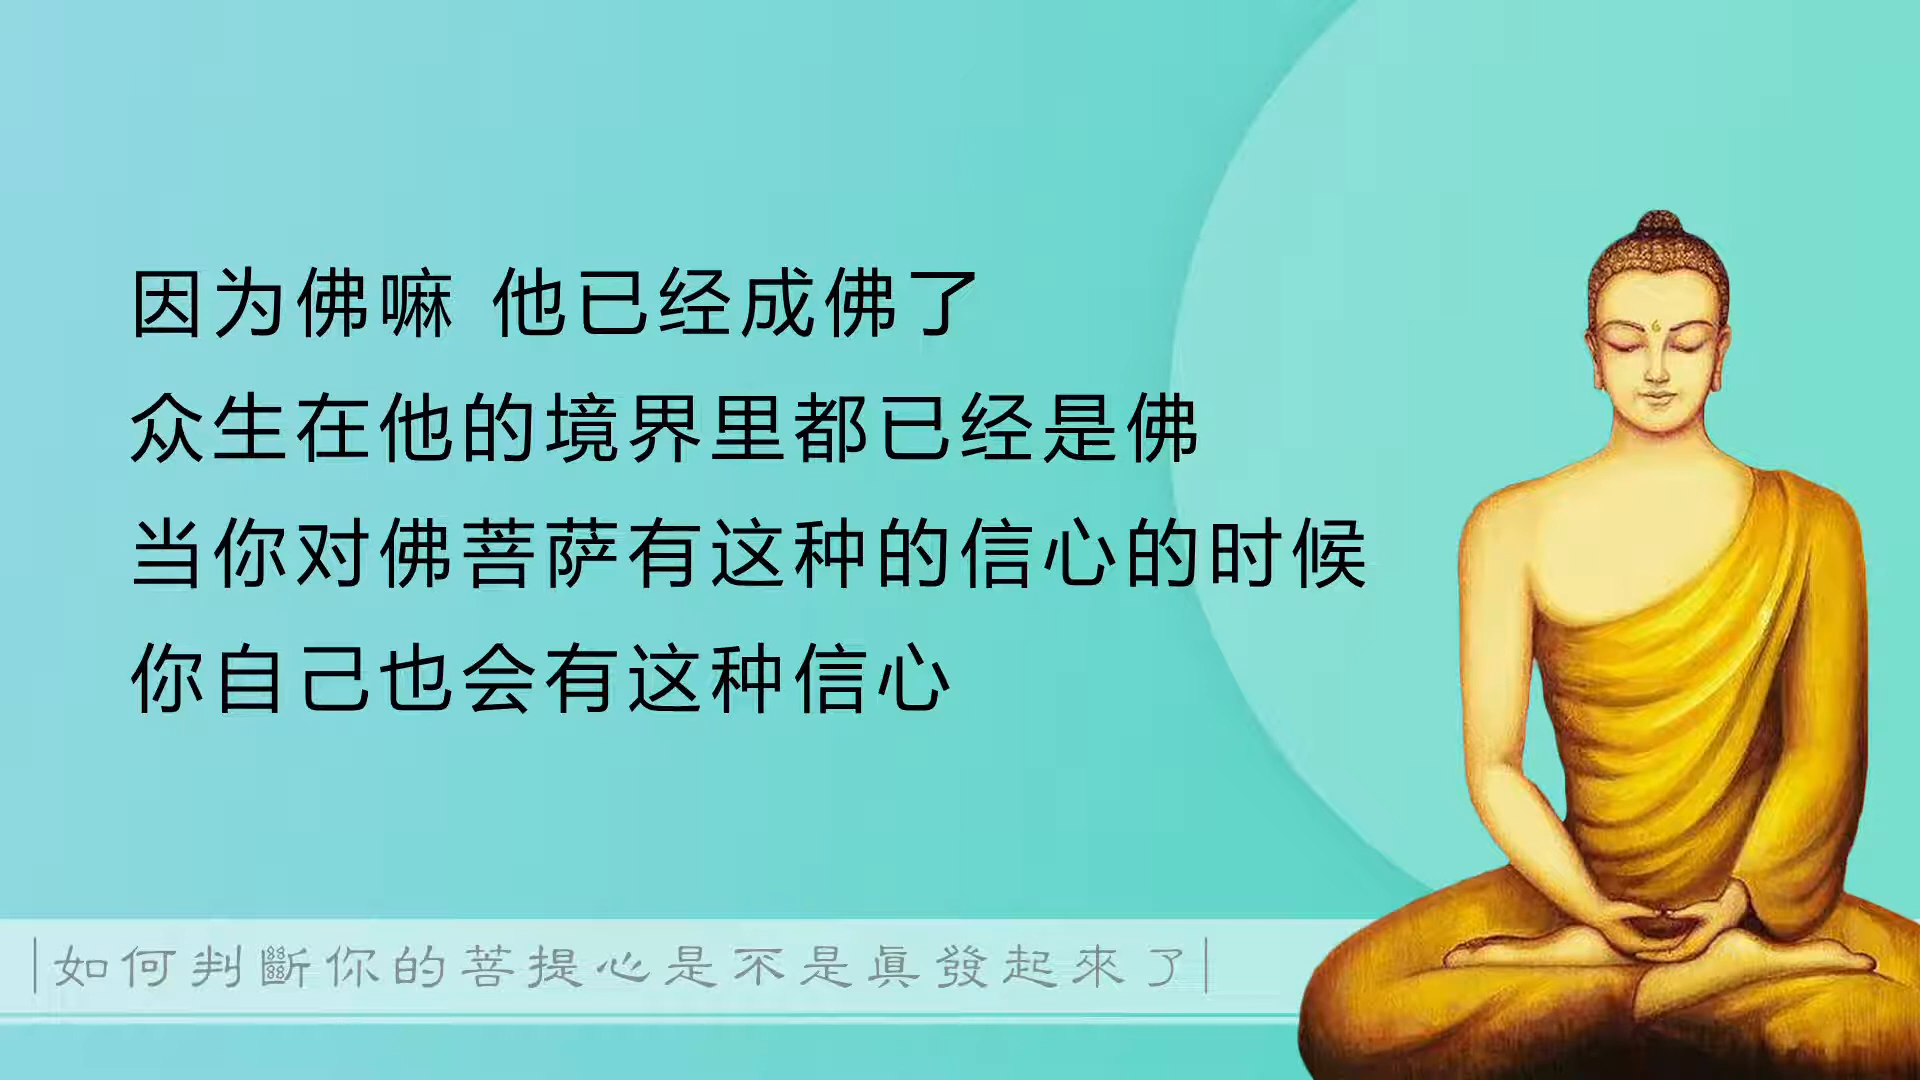 因为佛嘛 他已经成佛了
众生在他的境界里都已经是佛
当你对佛菩萨有这种的信心的时候
你自己也会有这种信心
|如何判斷你的菩提心是不是眞發起來了|